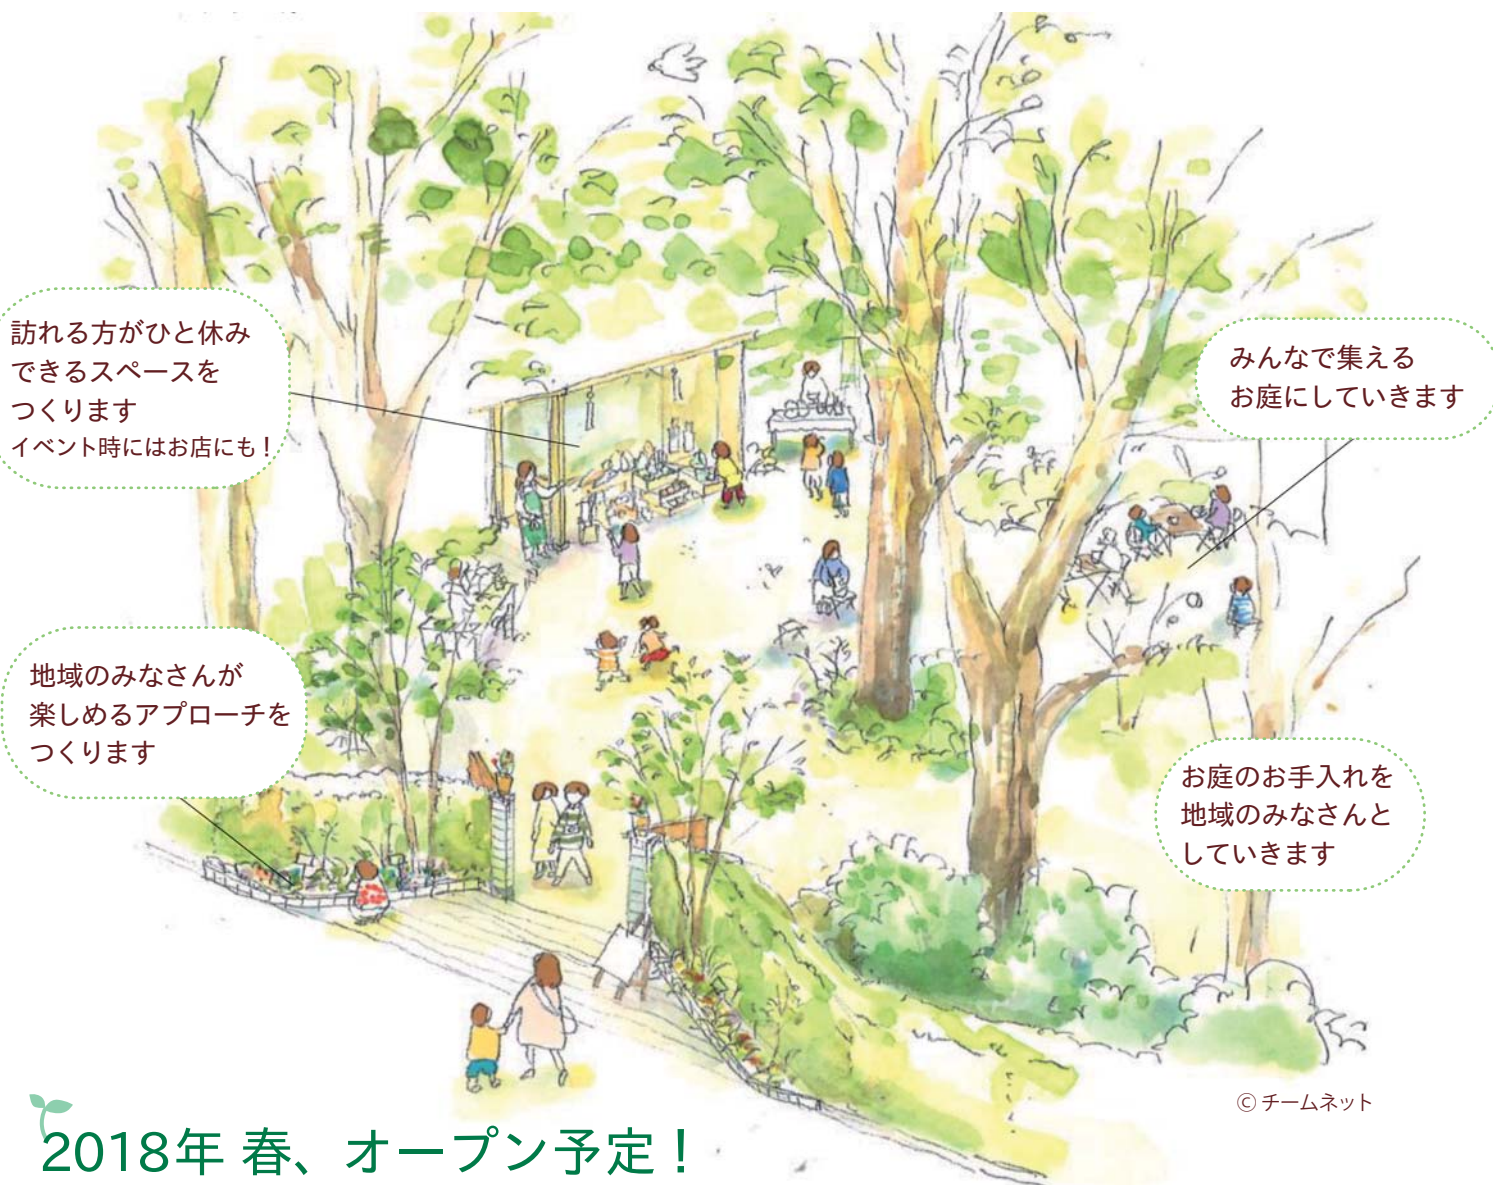 訪れる方がひと休み
できるスペースを
つくります
イベント時にはお店にも！
みんなで集える
お庭にしていきます
地域のみなさんが
楽しめるアプローチを
つくります
お庭のお手入れを
地域のみなさんと
していきます
© チームネット
2018年 春、オープン予定！